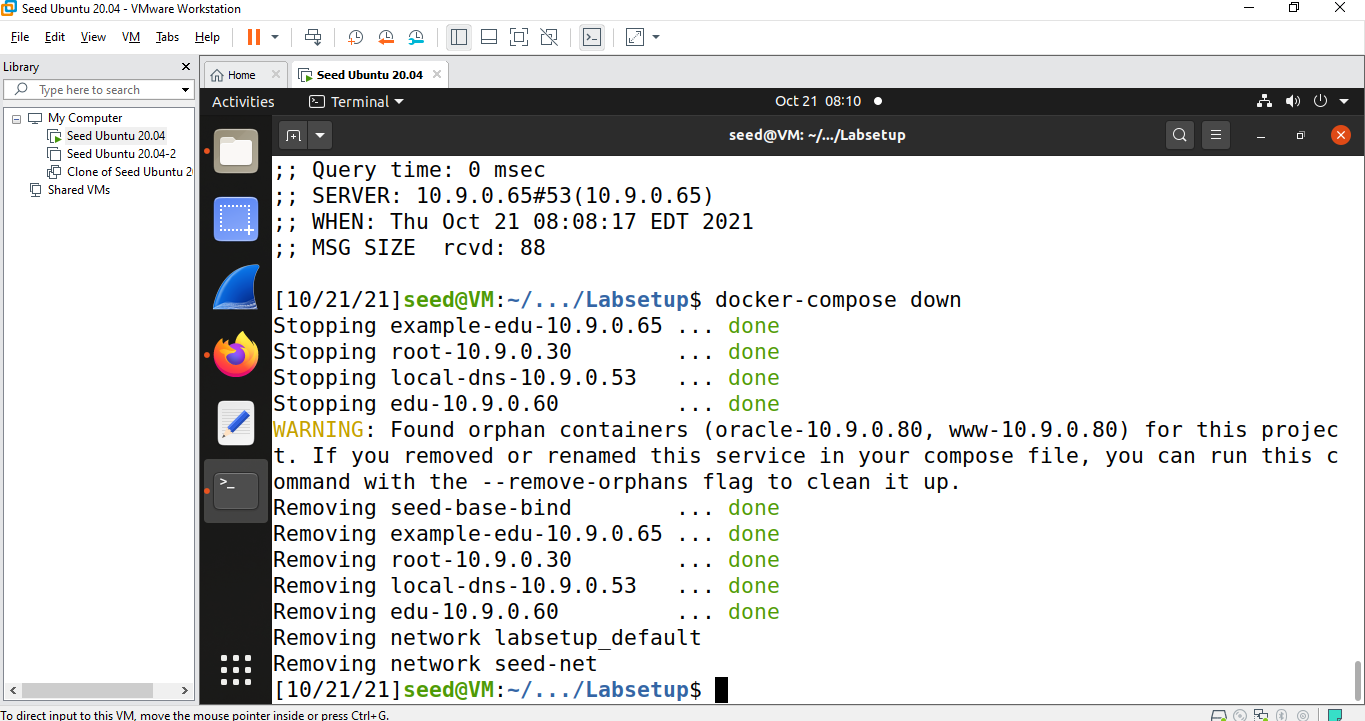 Seed Ubuntu 20.04 - VMware Workstation
File Edit View VM Tabs Help
Library
Home
Seed Ubuntu 20.04
Type here to search
My Computer
Seed Ubuntu 20.04
Seed Ubuntu 20.04-2
Clone of Seed Ubuntu 2
Shared VMs
Activities
Terminal
Oct 21 08:10
seed@VM: ~/.../Labsetup
;; Query time: 0 msec
;; SERVER: 10.9.0.65#53(10.9.0.65)
;; WHEN: Thu Oct 21 08:08:17 EDT 2021
;; MSG SIZE  rcvd: 88
[10/21/21]seed@VM:~/.../Labsetup$ docker-compose down
Stopping example-edu-10.9.0.65 ... done
Stopping root-10.9.0.30        ... done
Stopping local-dns-10.9.0.53   ... done
Stopping edu-10.9.0.60         ... done
WARNING: Found orphan containers (oracle-10.9.0.80, www-10.9.0.80) for this projec
t. If you removed or renamed this service in your compose file, you can run this c
ommand with the --remove-orphans flag to clean it up.
Removing seed-base-bind        ... done
Removing example-edu-10.9.0.65 ... done
Removing root-10.9.0.30        ... done
Removing local-dns-10.9.0.53   ... done
Removing edu-10.9.0.60         ... done
Removing network labsetup_default
Removing network seed-net
[10/21/21]seed@VM:~/.../Labsetup$
To direct input to this VM, move the mouse pointer inside or press Ctrl+G.